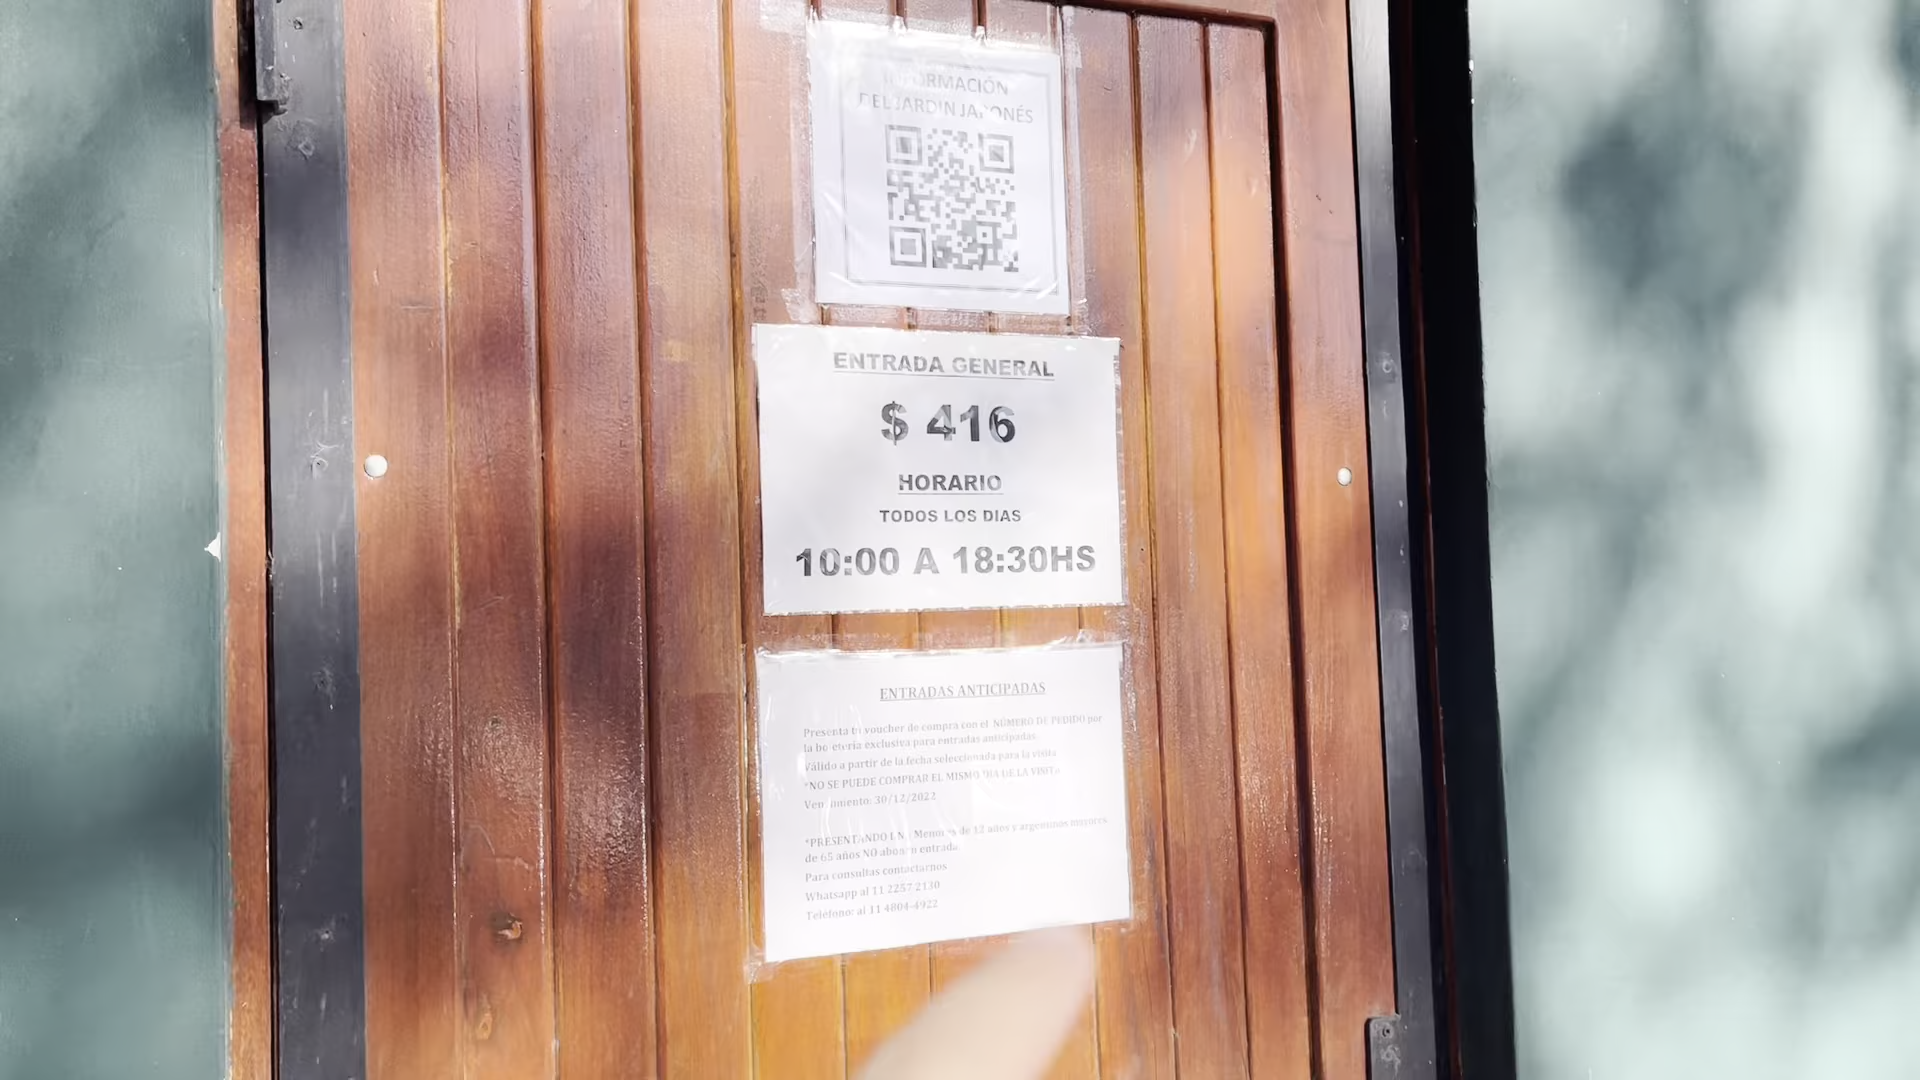 INFORMACIÓN
DEL JARDIN JAPONÉS
ENTRADA GENERAL
$ 416
HORARIO
TODOS LOS DIAS
10:00 A 18:30HS
ENTRADAS ANTICIPADAS
Presenta tu voucher de compra con el NÚMERO DE PEDIDO por
la boletería exclusiva para entradas anticipadas
Válido a partir de la fecha seleccionada para la visita
*NO SE PUEDE COMPRAR EL MISMO DIA DE LA VISITA
Vencimiento: 30/12/2022
*PRESENTANDO Menores de 12 años y argentinos mayores
de 65 años NO abonan entrada.
Para consultas contactarnos
Whatsapp al 11 2257 2130
Teléfono: al 11 4804-4922